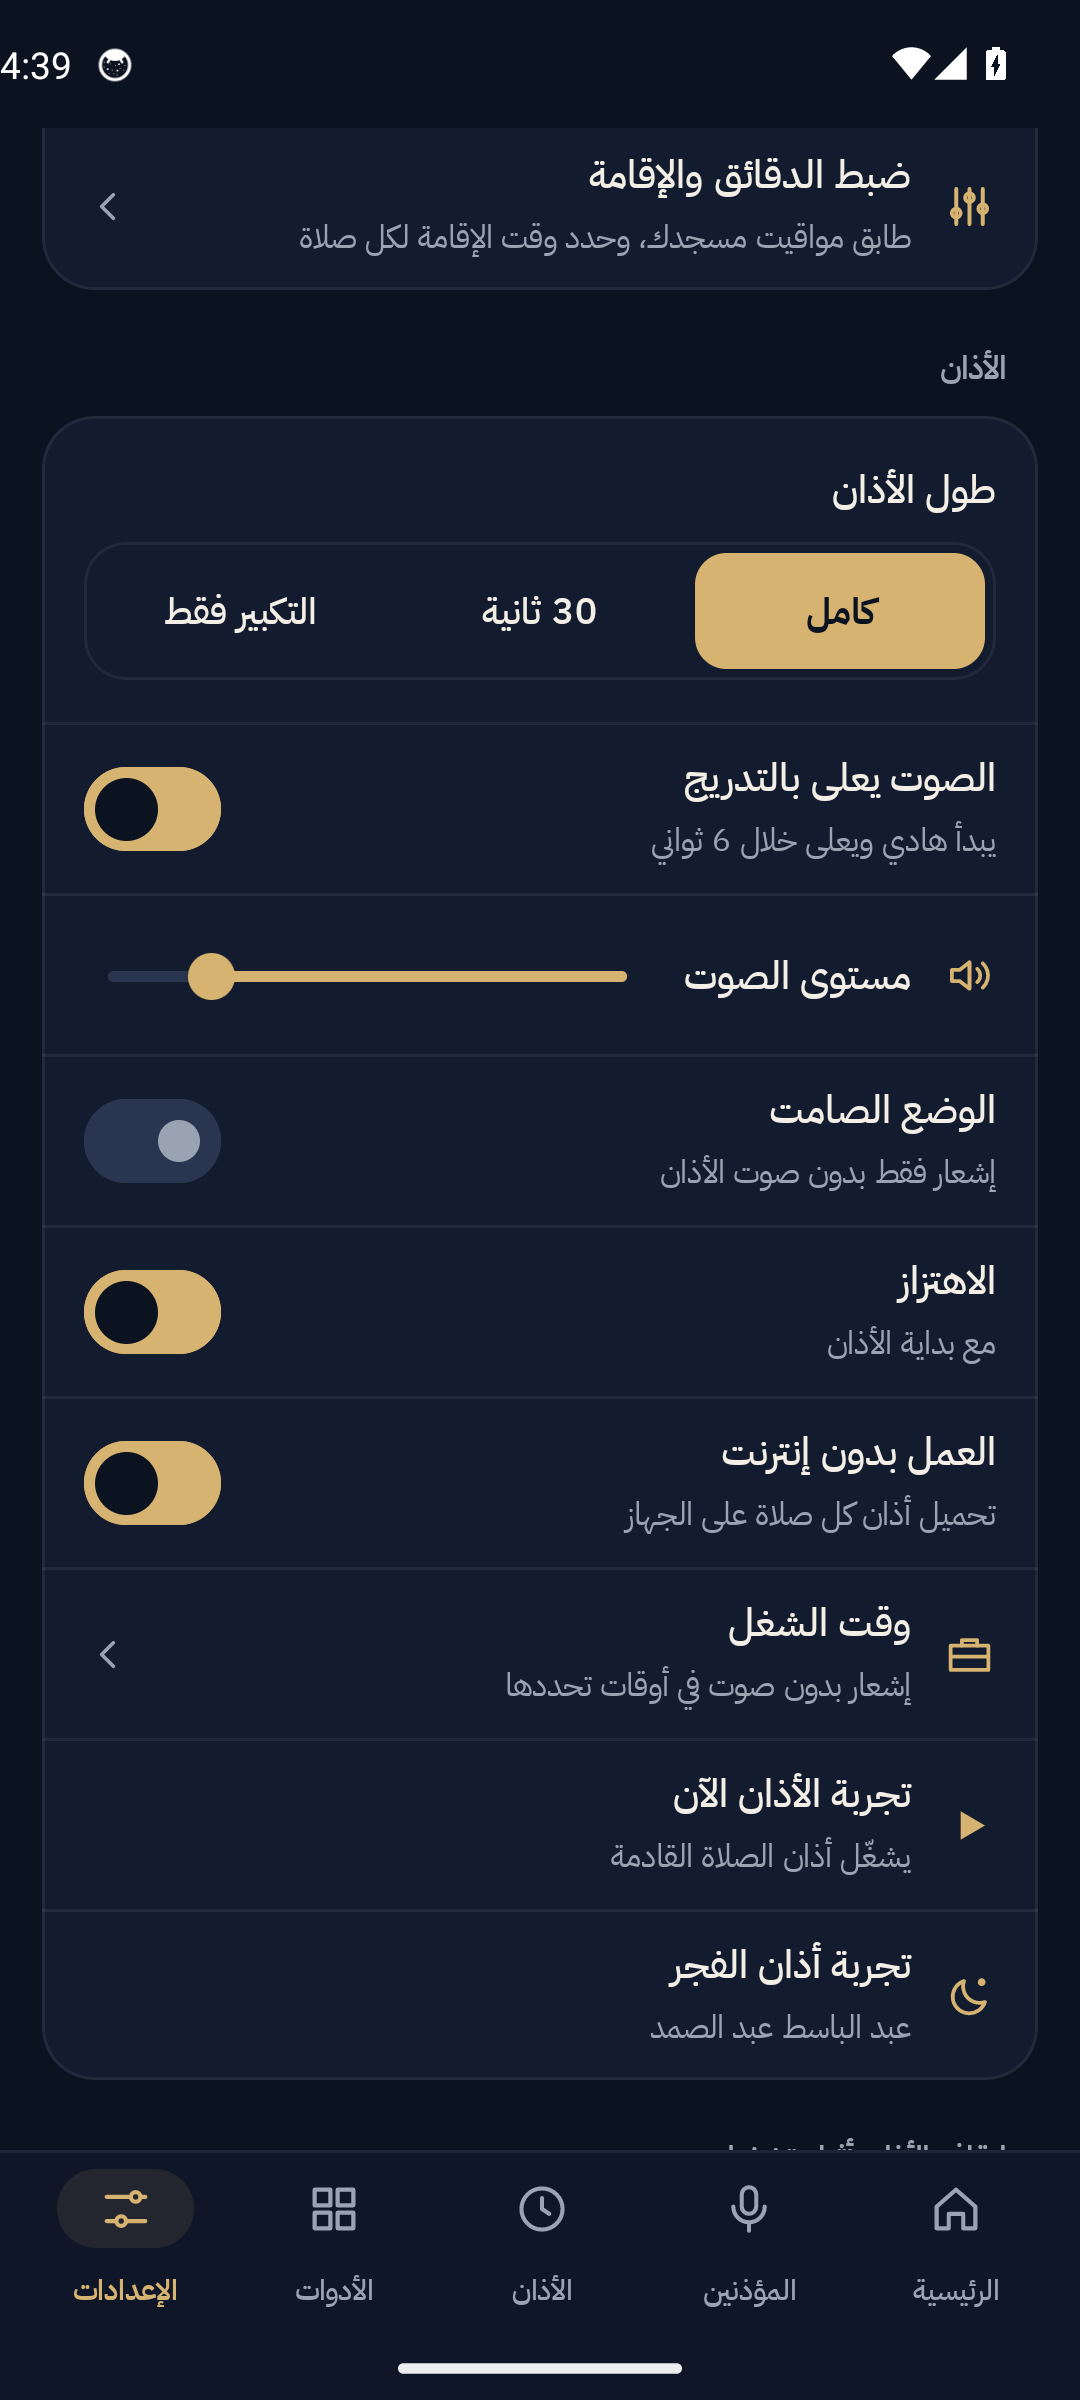 4:39
ضبط الدقائق والإقامة
طابق مواقيت مسجدك، وحدد وقت الإقامة لكل صلاة
الأذان
طول الأذان
كامل
30 ثانية
التكبير فقط
الصوت يعلى بالتدريج
يبدأ هادي ويعلى خلال 6 ثواني
مستوى الصوت
الوضع الصامت
إشعار فقط بدون صوت الأذان
الاهتزاز
مع بداية الأذان
العمل بدون إنترنت
تحميل أذان كل صلاة على الجهاز
وقت الشغل
إشعار بدون صوت في أوقات تحددها
تجربة الأذان الآن
يشغّل أذان الصلاة القادمة
تجربة أذان الفجر
عبد الباسط عبد الصمد
الرئيسية
المؤذنين
الأذان
الأدوات
الإعدادات